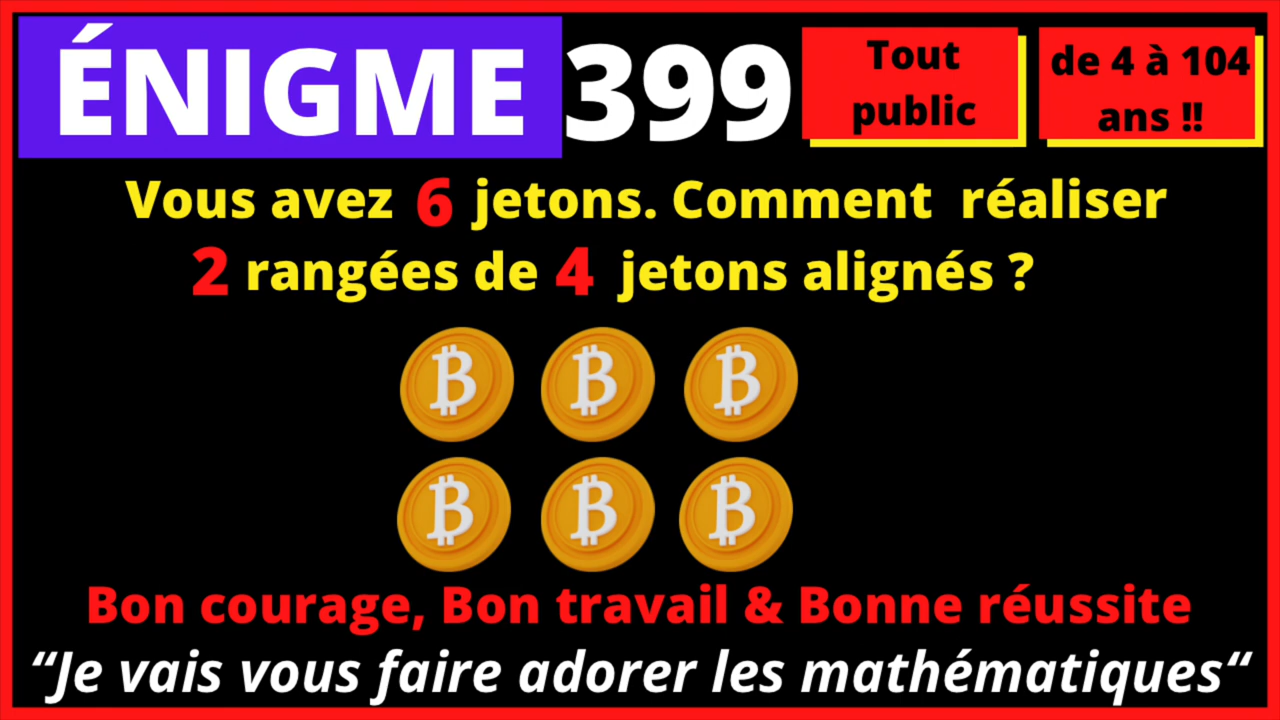 ÉNIGME 399
Tout
public
de 4 à 104
ans !!
Vous avez 6 jetons. Comment réaliser
2 rangées de 4 jetons alignés ?
₿ ₿ ₿
₿ ₿ ₿
Bon courage, Bon travail & Bonne réussite
“Je vais vous faire adorer les mathématiques“